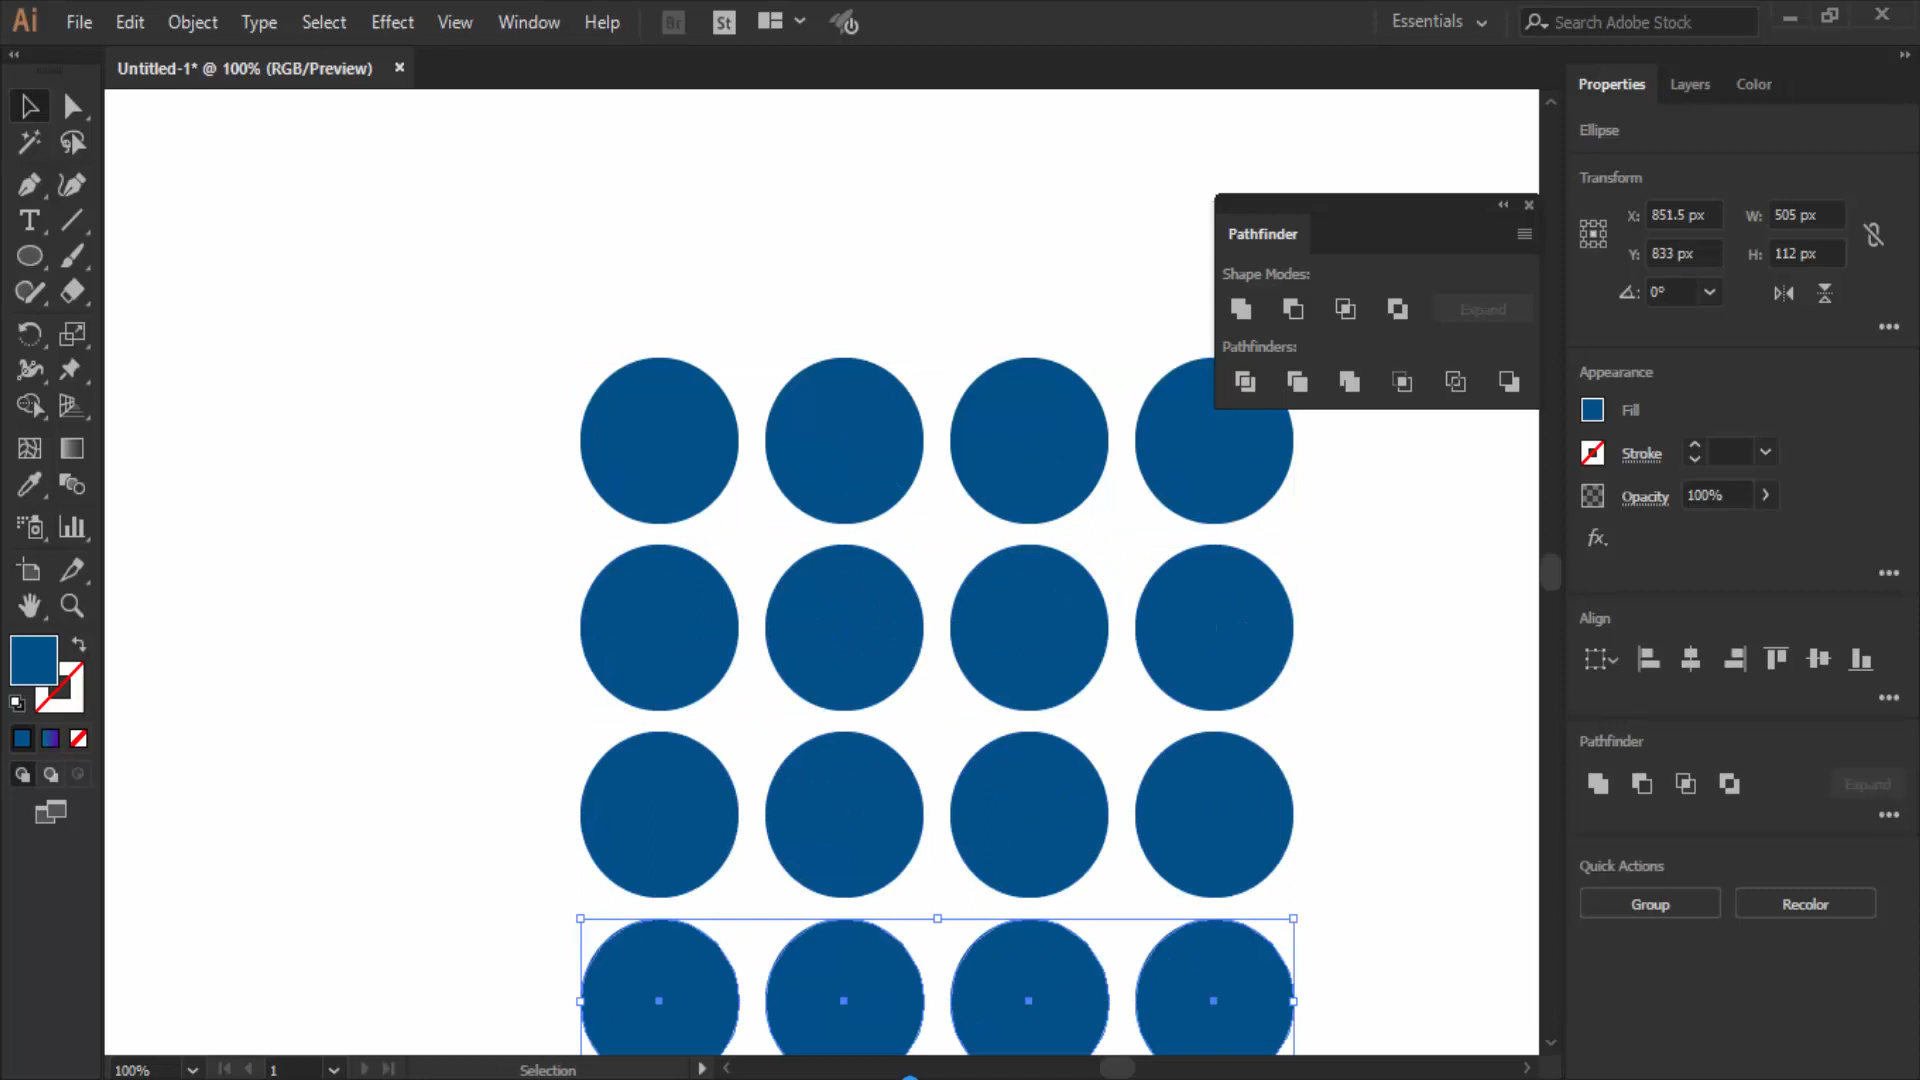 Ai File Edit Object Type Select Effect View Window Help Br St Essentials Search Adobe Stock
Untitled-1* @ 100% (RGB/Preview)
Properties Layers Color
Ellipse
Transform
X: 851.5 px W: 505 px
Y: 833 px H: 112 px
0°
Pathfinder
Shape Modes:
Expand
Pathfinders:
Appearance
Fill
Stroke
Opacity 100%
fx.
Align
Pathfinder
Expand
Quick Actions
Group Recolor
100% 1 Selection